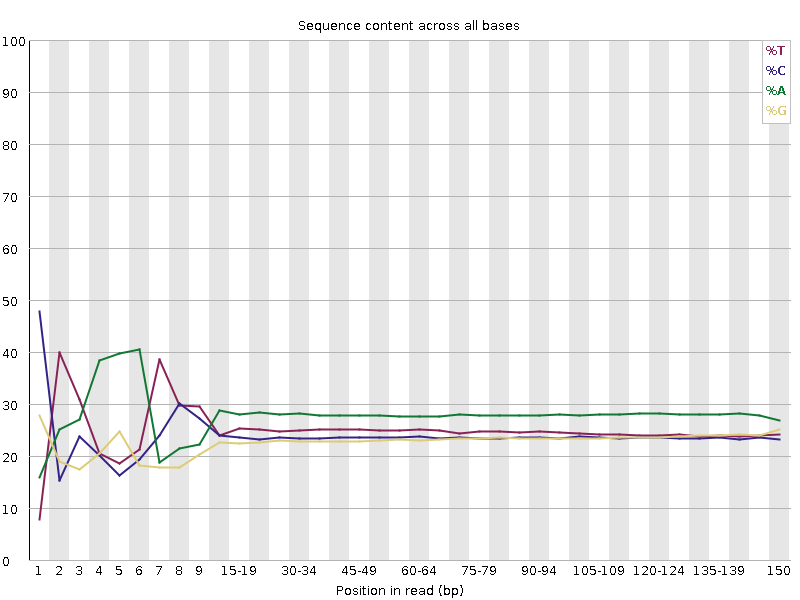 Sequence content across all bases
100
90
80
70
60
50
40
30
20
10
0
%T
%C
%A
%G
1 2 3 4 5 6 7 8 9 15-19 30-34 45-49 60-64 75-79 90-94 105-109 120-124 135-139 150
Position in read (bp)